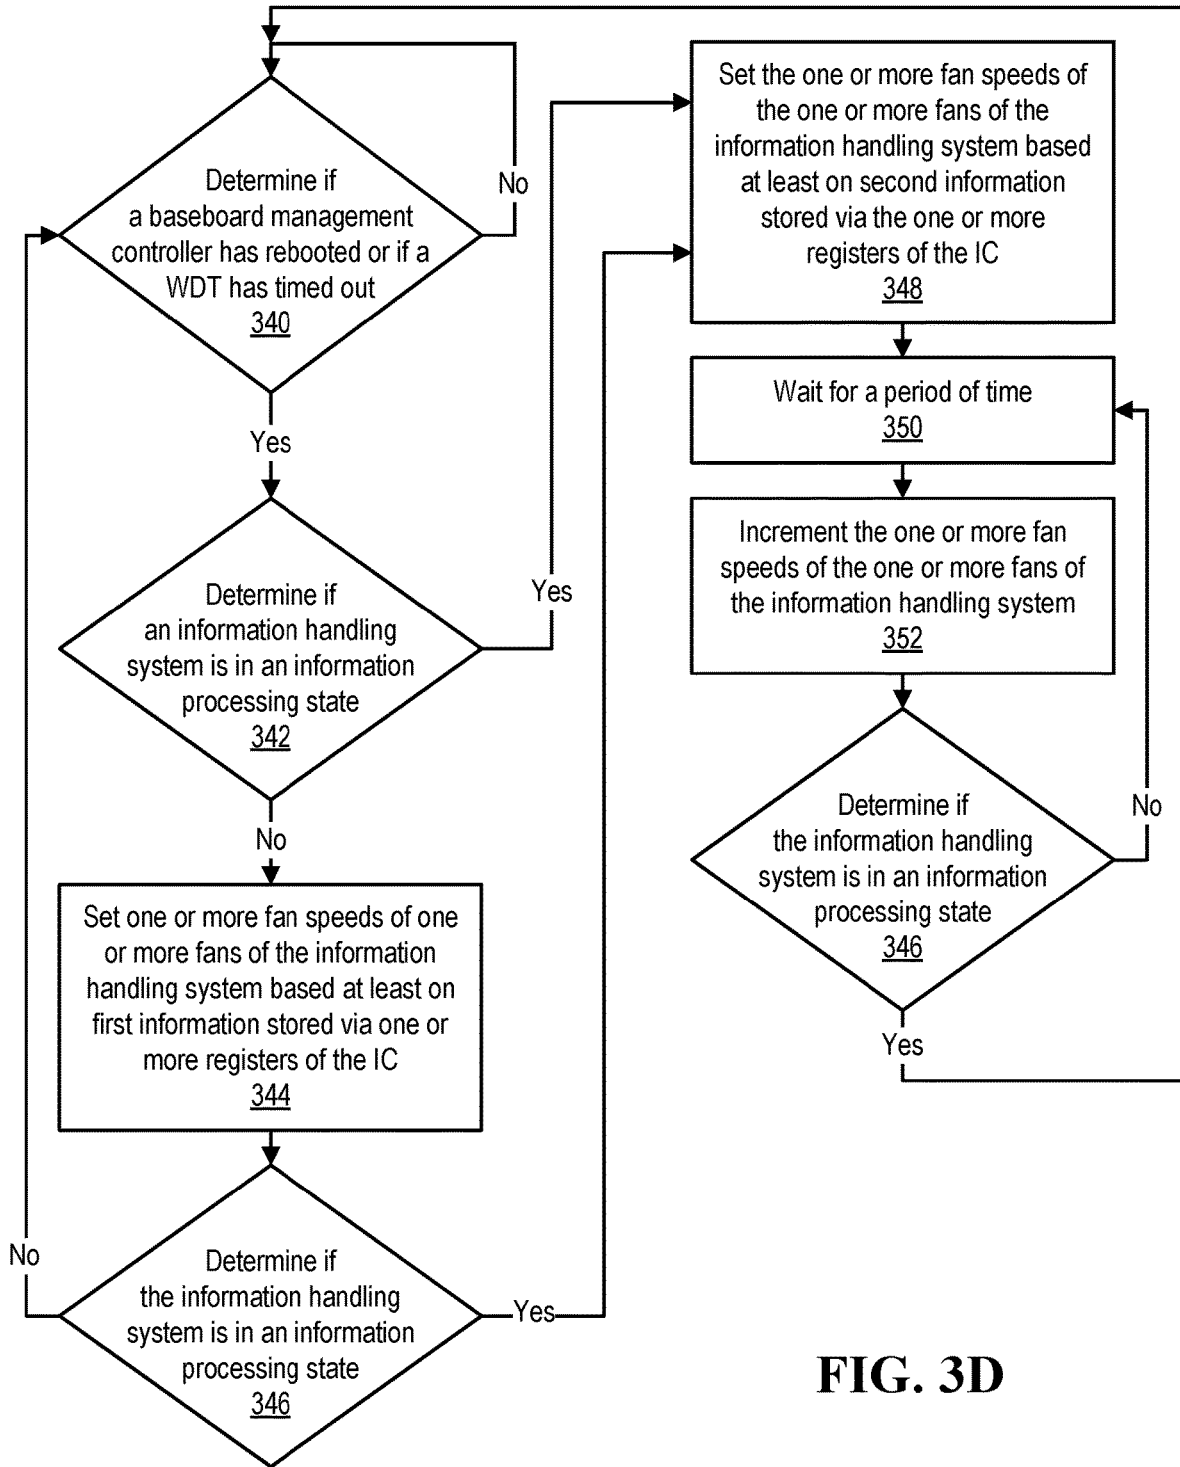 Determine if
a baseboard management
controller has rebooted or if a
WDT has timed out
340
No
Yes
Determine if
an information handling
system is in an information
processing state
342
Yes
No
Set one or more fan speeds of one
or more fans of the information
handling system based at least on
first information stored via one or
more registers of the IC
344
Determine if
the information handling
system is in an information
processing state
346
No
Yes
Set the one or more fan speeds of
the one or more fans of the
information handling system based
at least on second information
stored via the one or more
registers of the IC
348
Wait for a period of time
350
Increment the one or more fan
speeds of the one or more fans of
the information handling system
352
Determine if
the information handling
system is in an information
processing state
346
No
Yes
FIG. 3D